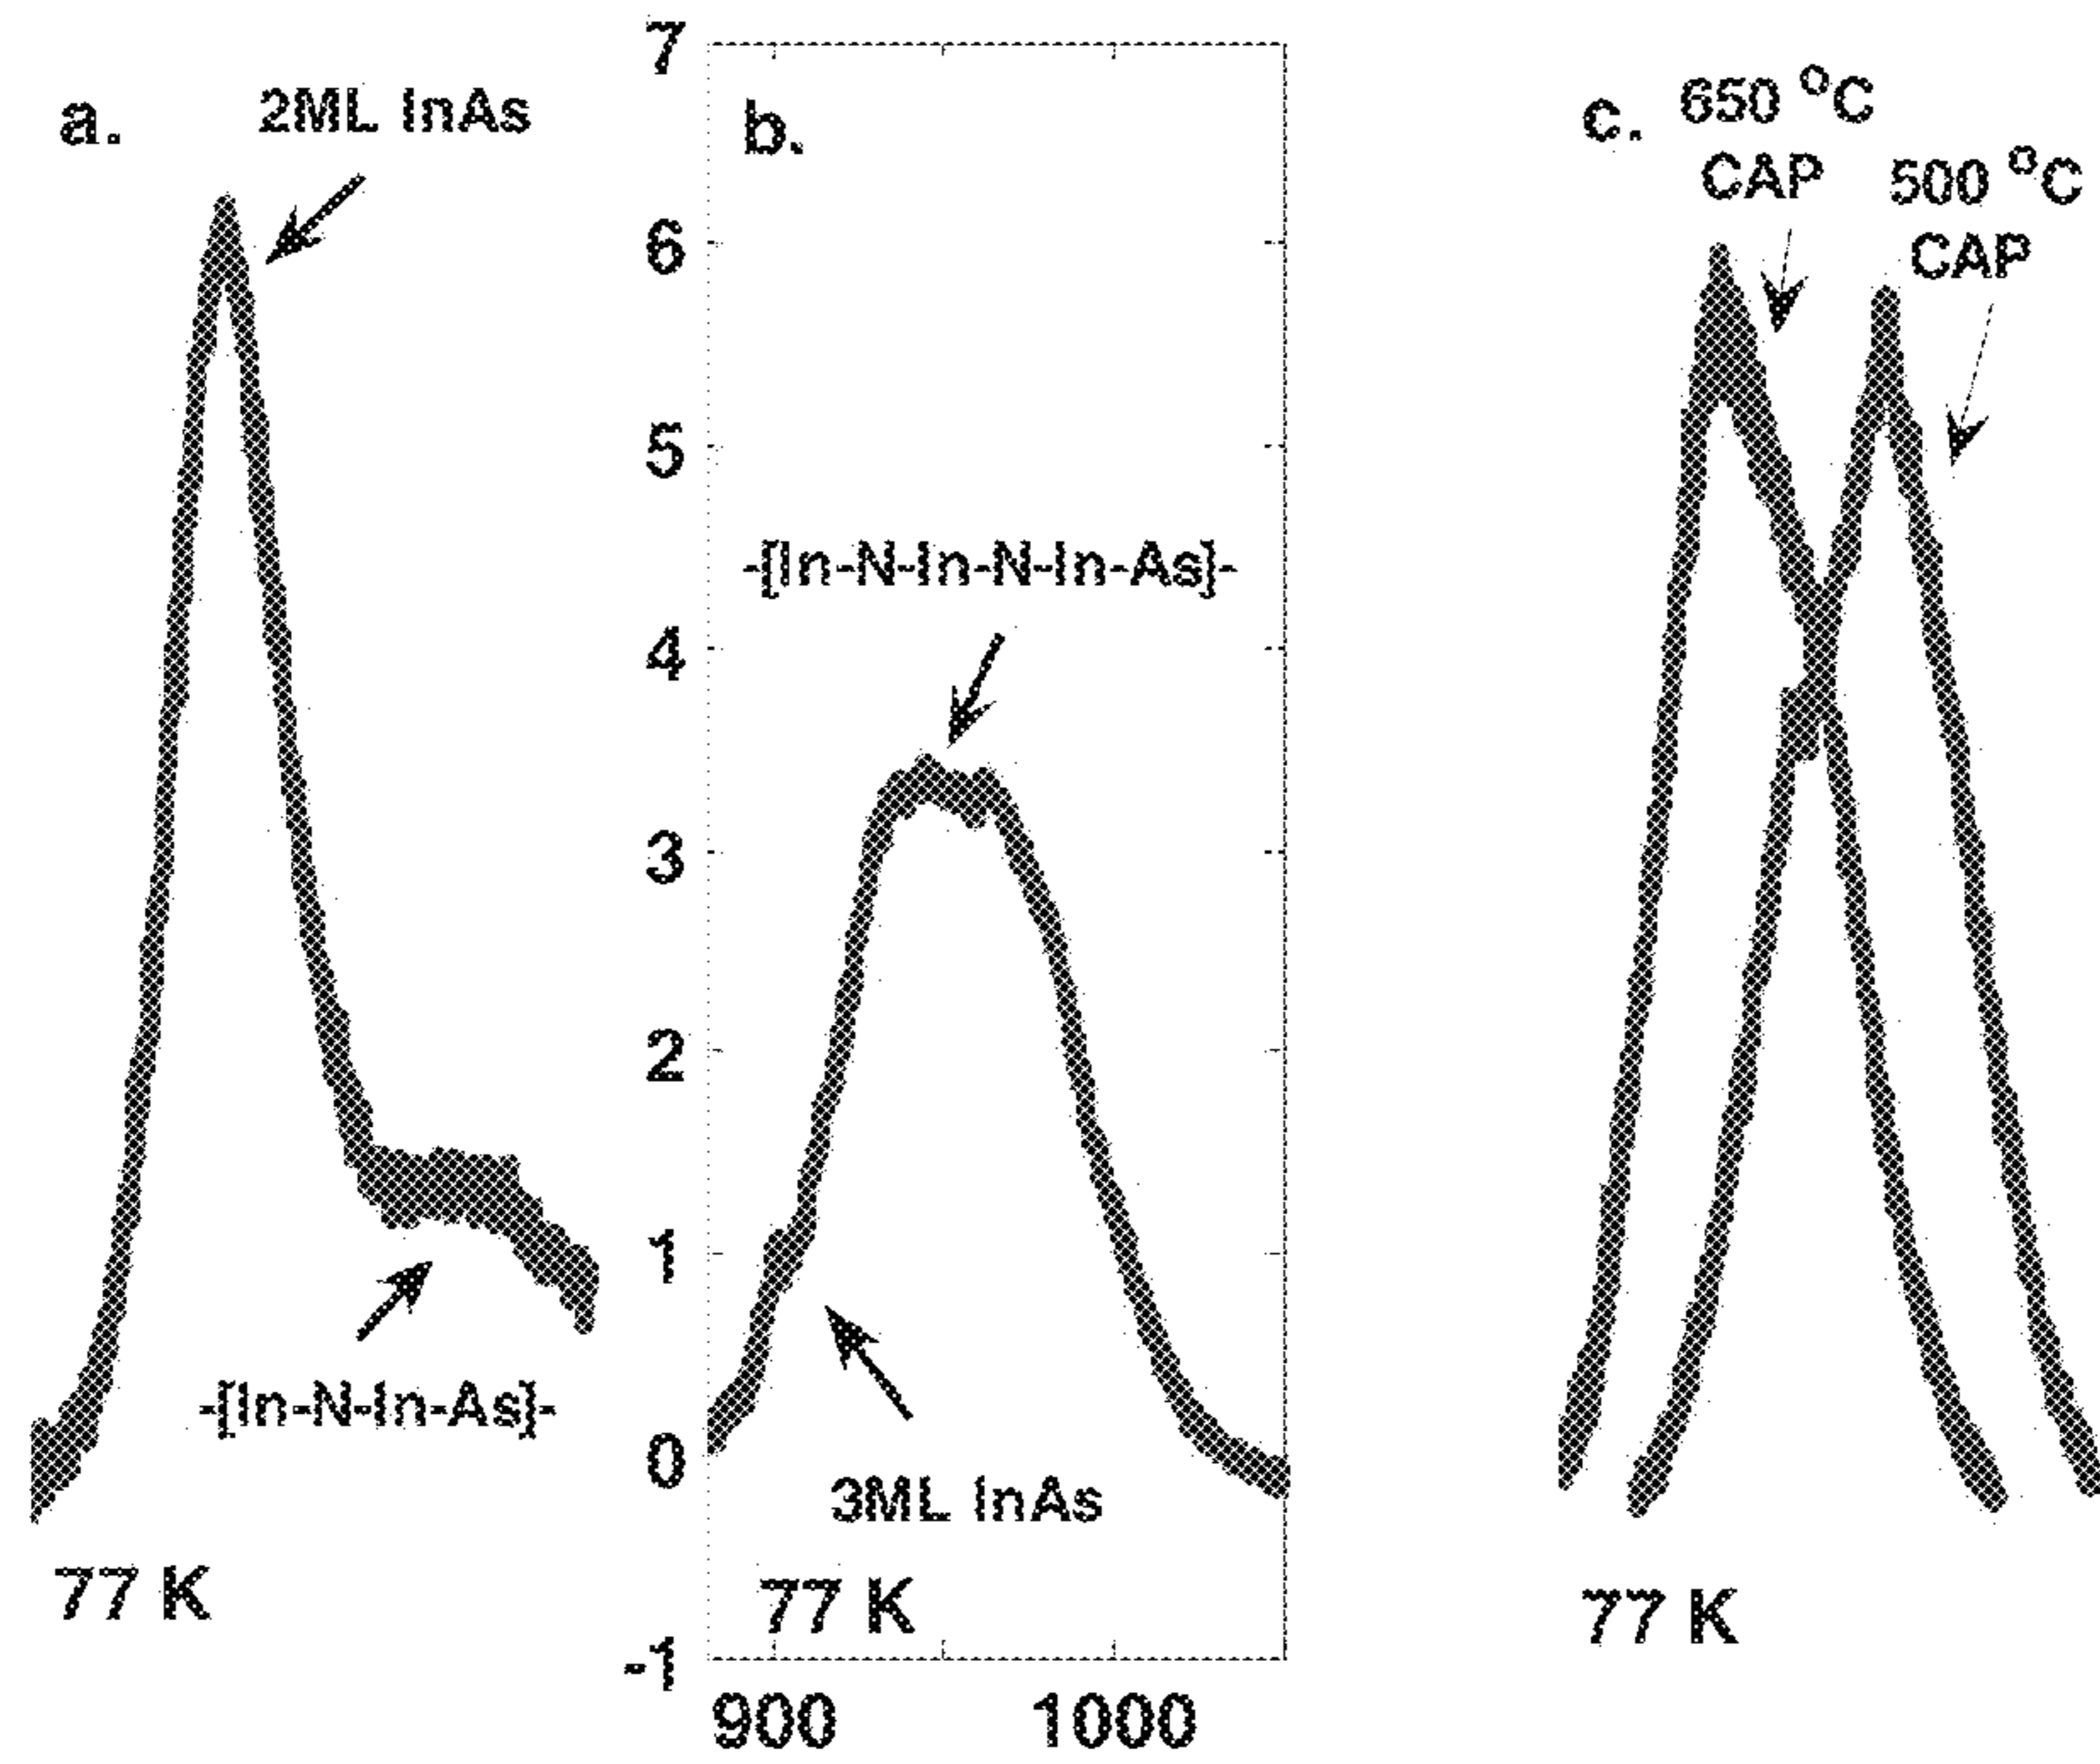 a.
2ML InAs
-[In-N-In-As]-
77 K
7
6
5
4
3
2
1
0
-1
b.
-[In-N-In-N-In-As]-
3ML InAs
77 K
900 1000
c.
650 °C
CAP
500 °C
CAP
77 K